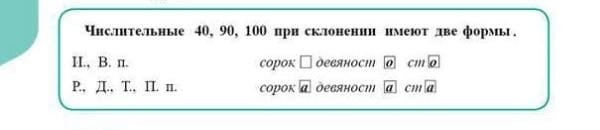 Числительные 40, 90, 100 при склонении имеют две формы.
И., В. п. сорок □ девяност о ст о
Р., Д., Т., П. п. сорок а девяност а ст а